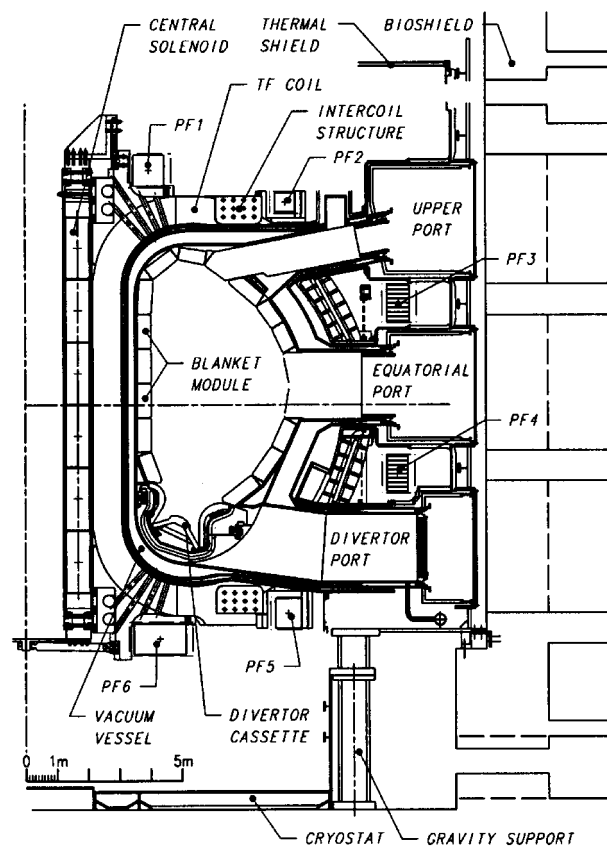 CENTRAL
SOLENOID
THERMAL
SHIELD
BIOSHIELD
TF COIL
INTERCOIL
STRUCTURE
PF1
PF2
UPPER
PORT
PF3
BLANKET
MODULE
EQUATORIAL
PORT
PF4
DIVERTOR
PORT
PF6
PF5
VACUUM
VESSEL
DIVERTOR
CASSETTE
0 1m 5m
CRYOSTAT
GRAVITY SUPPORT